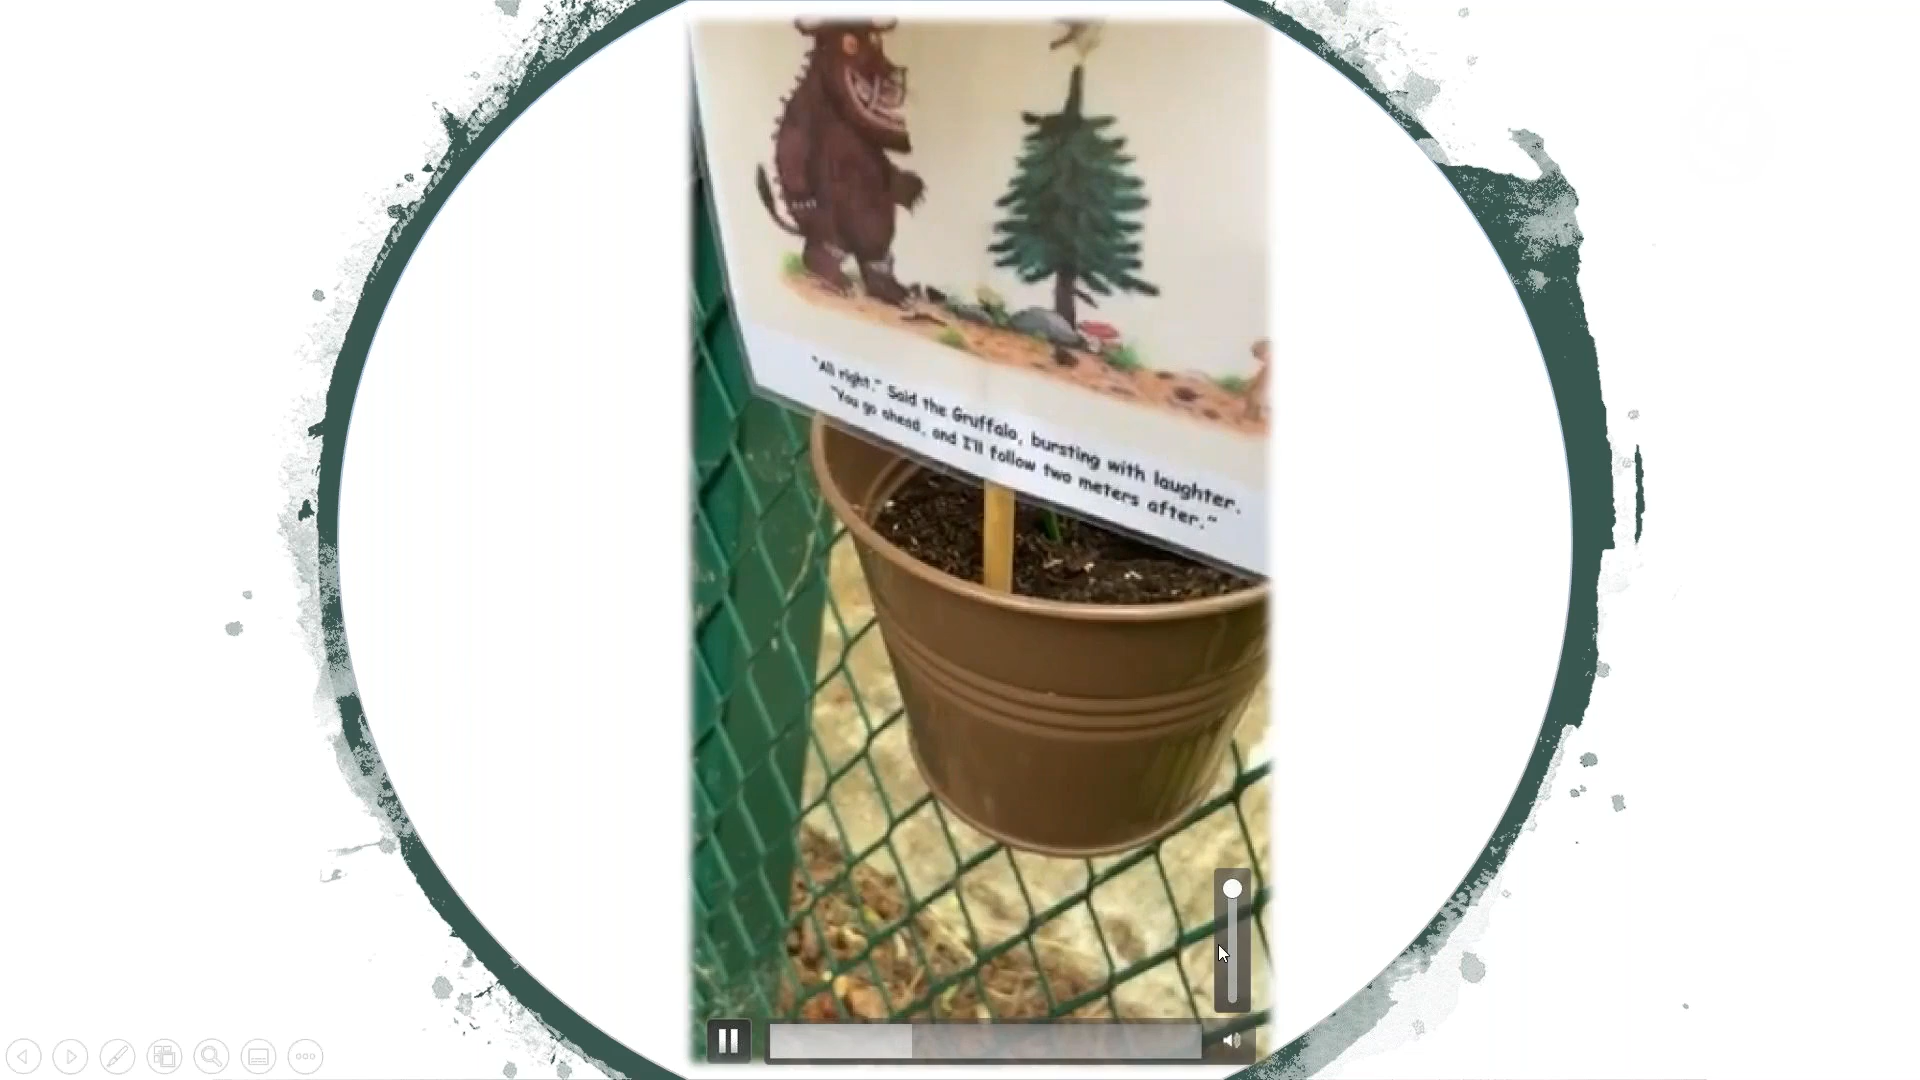 "All right." Said the Gruffalo, bursting with laughter.
"You go ahead, and I'll follow two meters after."